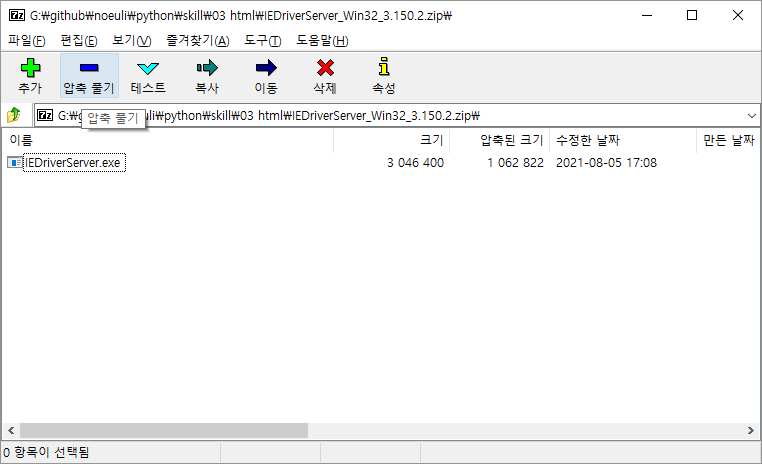 7z G:₩github₩noeuli₩python₩skill₩03 html₩IEDriverServer_Win32_3.150.2.zip₩
파일(F) 편집(E) 보기(V) 즐겨찾기(A) 도구(T) 도움말(H)
추가 압축 풀기 테스트 복사 이동 삭제 속성
7z G:₩g uli₩python₩skill₩03 html₩IEDriverServer_Win32_3.150.2.zip₩
압축 풀기
이름 크기 압축된 크기 수정한 날짜 만든 날짜
IEDriverServer.exe 3 046 400 1 062 822 2021-08-05 17:08
0 항목이 선택됨